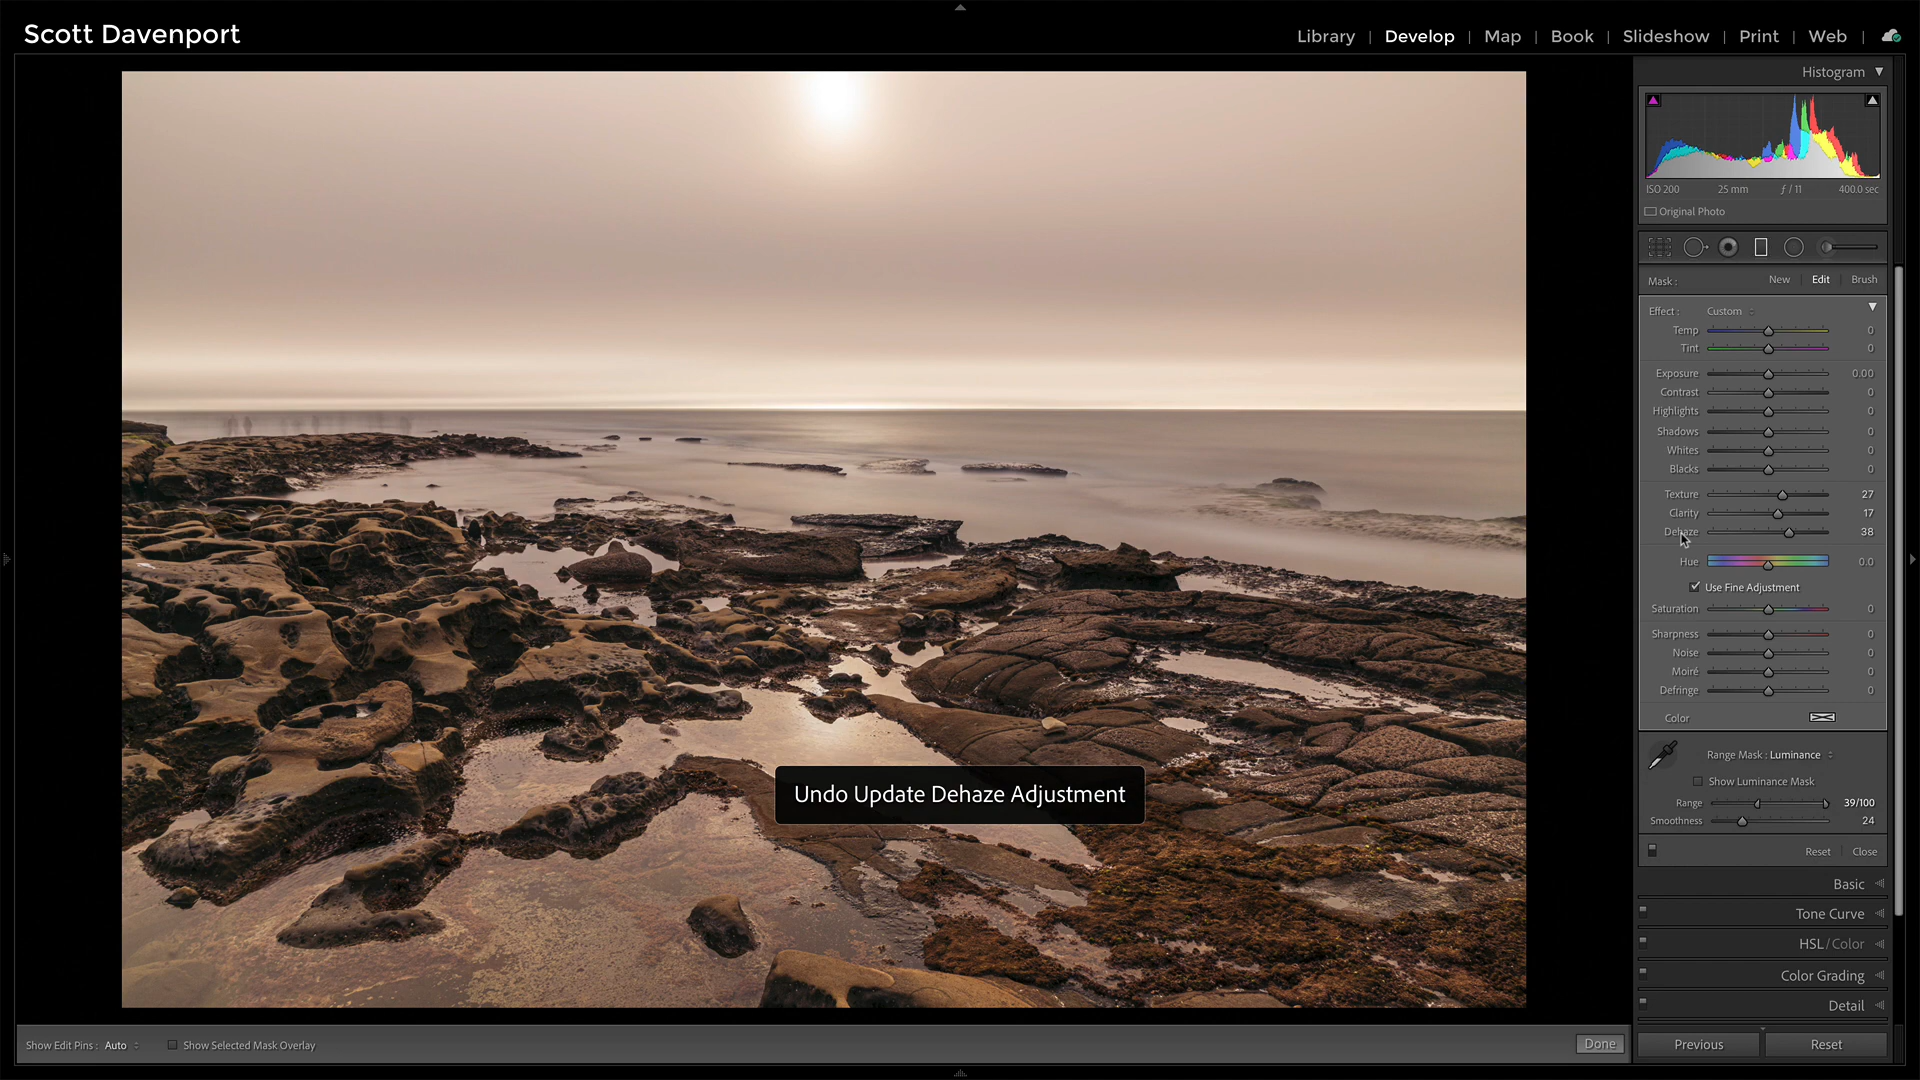 Scott Davenport
Library | Develop | Map | Book | Slideshow | Print | Web |
Histogram
ISO 200 25 mm ƒ / 11 400.0 sec
Original Photo
Mask : New | Edit | Brush
Effect : Custom
Temp 0
Tint 0
Exposure 0.00
Contrast 0
Highlights 0
Shadows 0
Whites 0
Blacks 0
Texture 27
Clarity 17
Dehaze 38
Hue 0.0
Use Fine Adjustment
Saturation 0
Sharpness 0
Noise 0
Moiré 0
Defringe 0
Color
Range Mask : Luminance
Show Luminance Mask
Range 39/100
Smoothness 24
Reset | Close
Undo Update Dehaze Adjustment
Basic
Tone Curve
HSL / Color
Color Grading
Detail
Show Edit Pins : Auto Show Selected Mask Overlay Done
Previous Reset